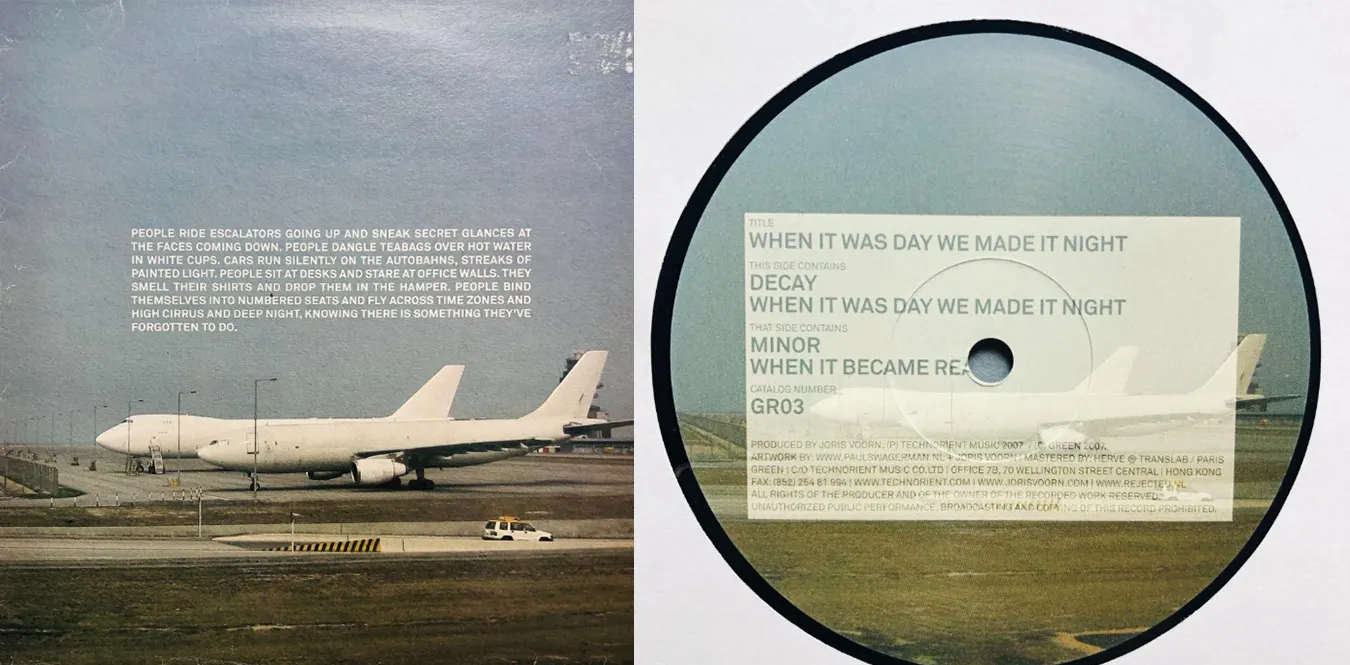 PEOPLE RIDE ESCALATORS GOING UP AND SNEAK SECRET GLANCES AT
THE FACES COMING DOWN. PEOPLE DANGLE TEABAGS OVER HOT WATER
IN WHITE CUPS. CARS RUN SILENTLY ON THE AUTOBAHNS, STREAKS OF
PAINTED LIGHT. PEOPLE SIT AT DESKS AND STARE AT OFFICE WALLS. THEY
SMELL THEIR SHIRTS AND DROP THEM IN THE HAMPER. PEOPLE BIND
THEMSELVES INTO NUMBERED SEATS AND FLY ACROSS TIME ZONES AND
HIGH CIRRUS AND DEEP NIGHT, KNOWING THERE IS SOMETHING THEY'VE
FORGOTTEN TO DO.
TITLE
WHEN IT WAS DAY WE MADE IT NIGHT
THIS SIDE CONTAINS
DECAY
WHEN IT WAS DAY WE MADE IT NIGHT
THAT SIDE CONTAINS
MINOR
WHEN IT BECAME
CATALOG NUMBER
GR03
PRODUCED BY JORIS VOORN, (P) TECHNORIENT MUSIC 2007 / (C) GREEN 2007.
ARTWORK BY: WWW.PAULSWAGERMAN.NL + JORIS VOORN • MASTERED BY: HERVE @ TRANSLAB / PARIS
GREEN | C/O TECHNORIENT MUSIC CO.LTD | OFFICE 7B, 70 WELLINGTON STREET CENTRAL | HONG KONG
FAX: (852) 254 81 994 | WWW.TECHNORIENT.COM | WWW.JORISVOORN.COM | WWW.REJECTED.NL
ALL RIGHTS OF THE PRODUCER AND OF THE OWNER OF THE RECORDED WORK RESERVED.
UNAUTHORIZED PUBLIC PERFORMANCE, BROADCASTING AND COPYING OF THIS RECORD PROHIBITED.